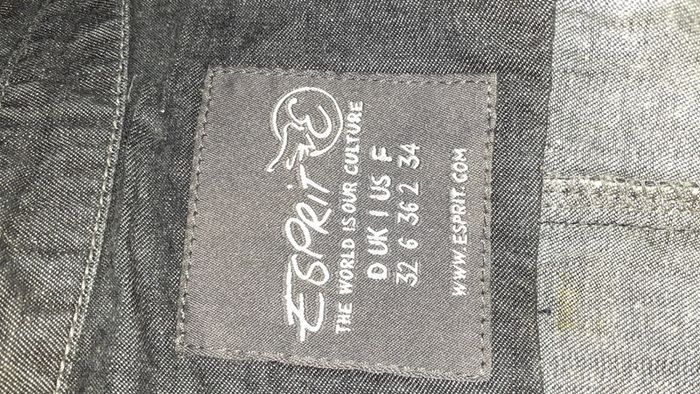 ESPRIT
THE WORLD IS OUR CULTURE
D UK I US F
32 6 36 2 34
WWW.ESPRIT.COM